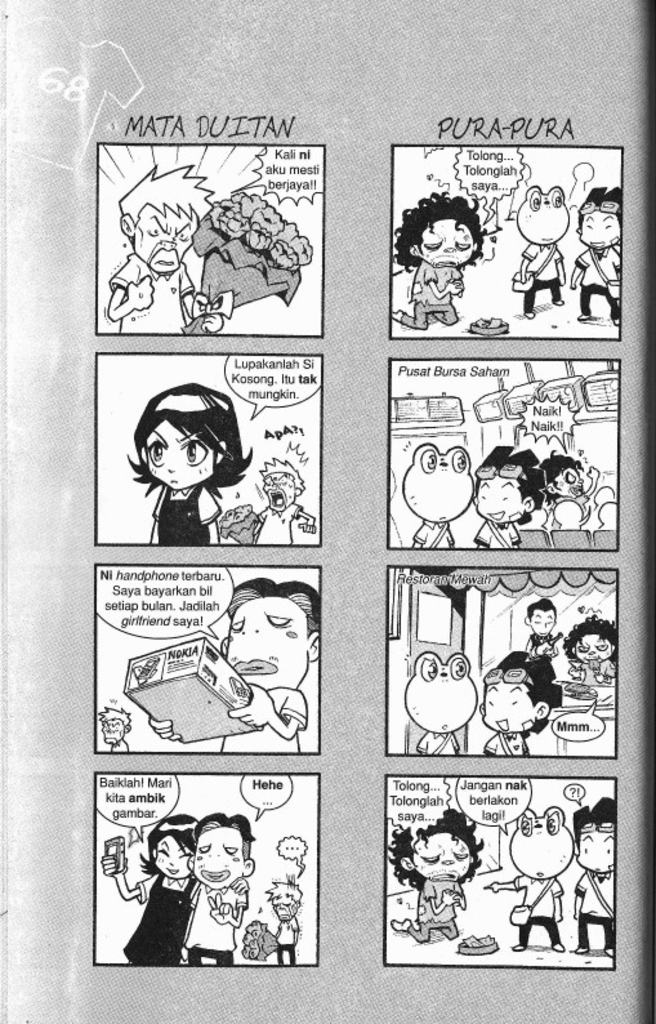 68
MATA DUITAN
Kali ni
aku mesti
berjaya!!
Lupakanlah Si
Kosong. Itu tak
mungkin.
APA?!
Ni handphone terbaru.
Saya bayarkan bil
setiap bulan. Jadilah
girlfriend saya!
NOKIA
Baiklah! Mari
kita ambik
gambar.
Hehe
...
...
PURA-PURA
Tolong...
Tolonglah
saya...
Pusat Bursa Saham
Naik!
Naik!!
Restoran Mewah
Mmm...
Tolong...
Tolonglah
saya...
Jangan nak
berlakon
lagi!
?!